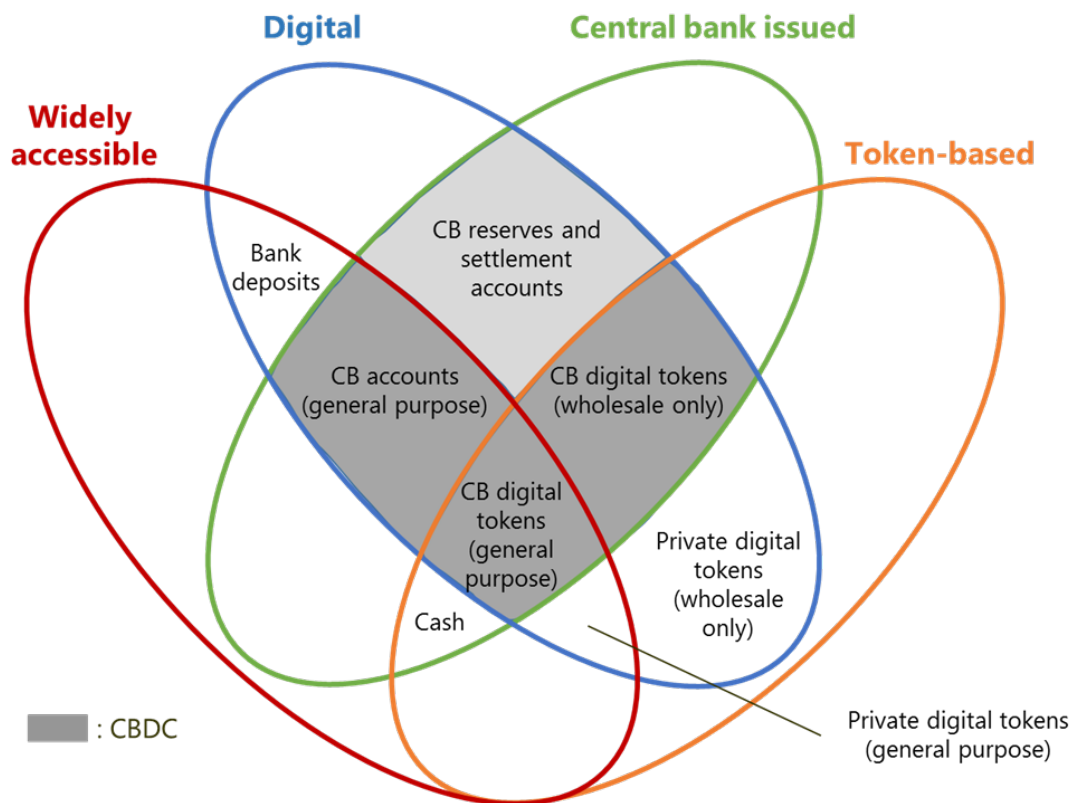 Digital
Central bank issued
Widely
accessible
Token-based
CB reserves and
settlement
accounts
Bank
deposits
CB accounts
(general purpose)
CB digital tokens
(wholesale only)
CB digital
tokens
(general
purpose)
Private digital
tokens
(wholesale
only)
Cash
Private digital tokens
(general purpose)
: CBDC